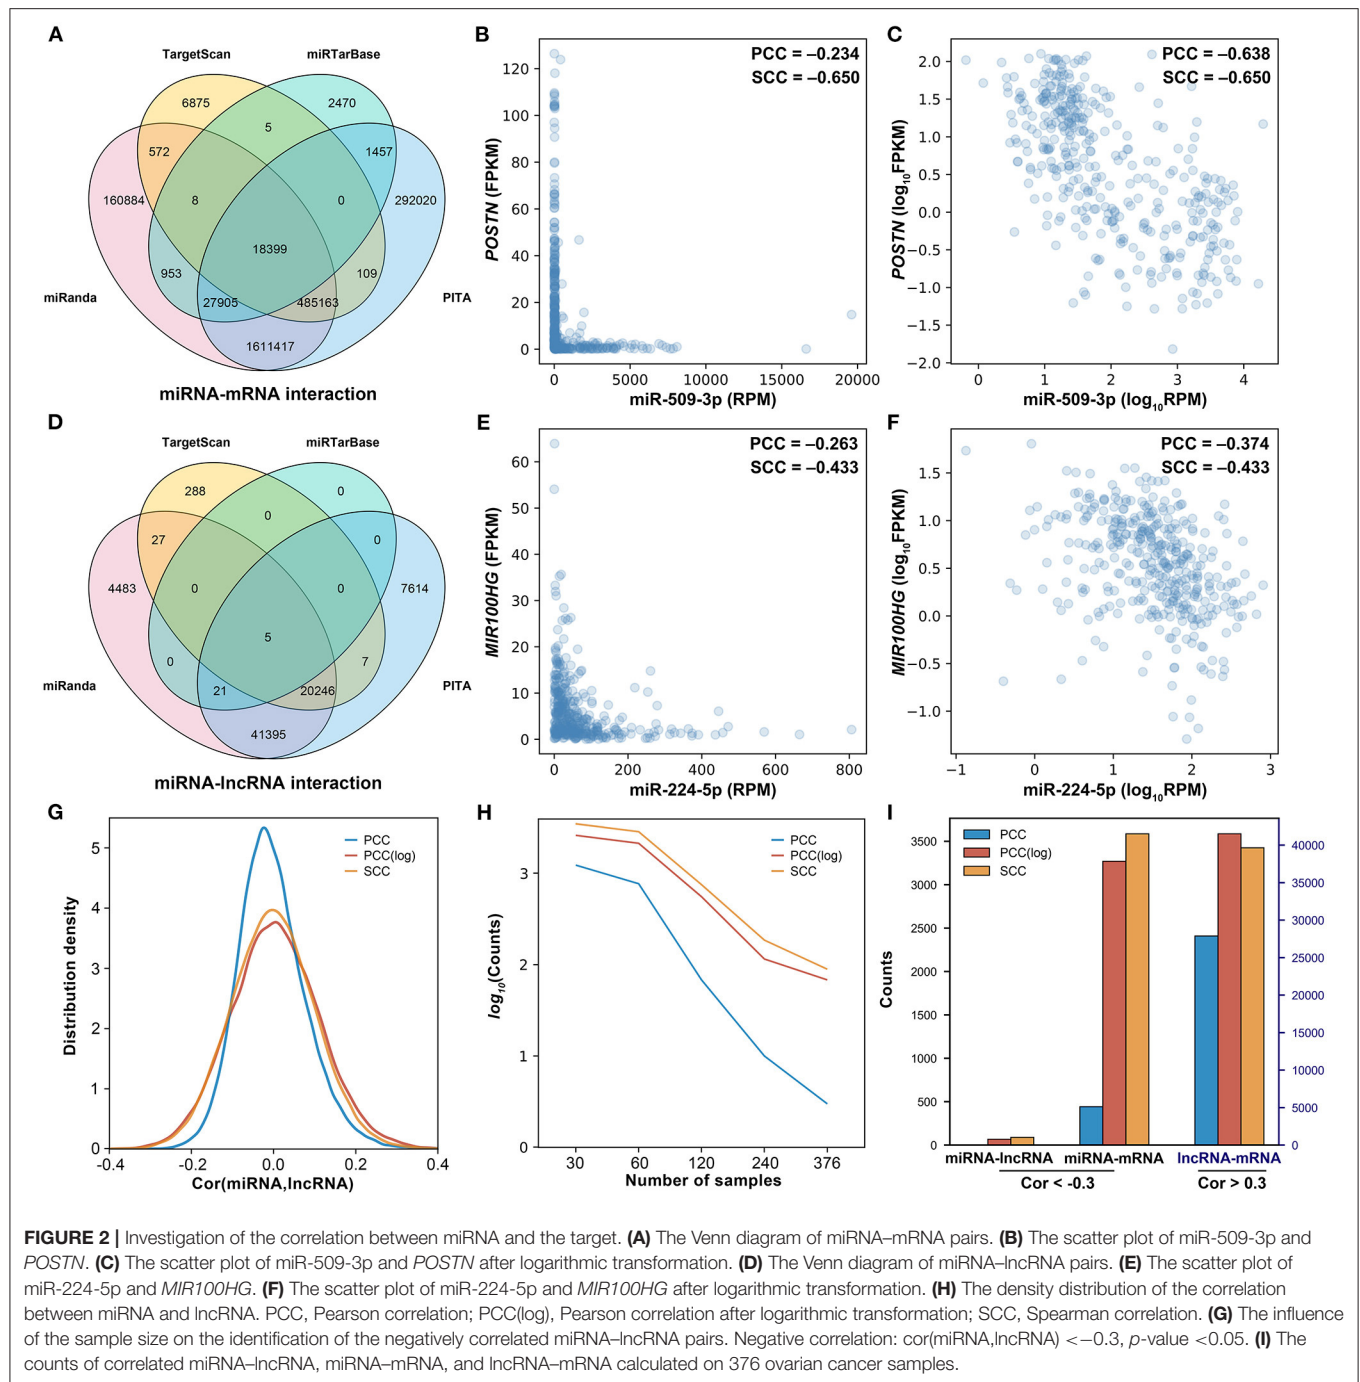 A
TargetScan
miRTarBase
6875
2470
5
572
1457
160884
8
0
292020
18399
953
109
27905
485163
miRanda
PITA
1611417
miRNA-mRNA interaction
B
PCC = –0.234
SCC = –0.650
120
100
80
60
40
20
0
POSTN (FPKM)
0
5000
10000
15000
20000
miR-509-3p (RPM)
C
PCC = –0.638
SCC = –0.650
2.0
1.5
1.0
0.5
0.0
−0.5
−1.0
−1.5
−2.0
POSTN (log10FPKM)
0
1
2
3
4
miR-509-3p (log10RPM)
D
TargetScan
miRTarBase
288
0
0
27
0
4483
0
0
7614
5
0
7
21
20246
miRanda
PITA
41395
miRNA-lncRNA interaction
E
PCC = –0.263
SCC = –0.433
60
50
40
30
20
10
0
MIR100HG (FPKM)
0
200
400
600
800
miR-224-5p (RPM)
F
PCC = –0.374
SCC = –0.433
1.5
1.0
0.5
0.0
−0.5
−1.0
MIR100HG (log10FPKM)
−1
0
1
2
3
miR-224-5p (log10RPM)
G
PCC
PCC(log)
SCC
5
4
3
2
1
0
Distribution density
-0.4
-0.2
0.0
0.2
0.4
Cor(miRNA,lncRNA)
H
PCC
PCC(log)
SCC
3
2
1
0
log10(Counts)
30
60
120
240
376
Number of samples
I
PCC
PCC(log)
SCC
3500
3000
2500
2000
1500
1000
500
0
Counts
40000
35000
30000
25000
20000
15000
10000
5000
0
miRNA-lncRNA
miRNA-mRNA
lncRNA-mRNA
Cor < -0.3
Cor > 0.3
FIGURE 2 | Investigation of the correlation between miRNA and the target. (A) The Venn diagram of miRNA–mRNA pairs. (B) The scatter plot of miR-509-3p and
POSTN. (C) The scatter plot of miR-509-3p and POSTN after logarithmic transformation. (D) The Venn diagram of miRNA–lncRNA pairs. (E) The scatter plot of
miR-224-5p and MIR100HG. (F) The scatter plot of miR-224-5p and MIR100HG after logarithmic transformation. (H) The density distribution of the correlation
between miRNA and lncRNA. PCC, Pearson correlation; PCC(log), Pearson correlation after logarithmic transformation; SCC, Spearman correlation. (G) The influence
of the sample size on the identification of the negatively correlated miRNA–lncRNA pairs. Negative correlation: cor(miRNA,lncRNA) <−0.3, p-value <0.05. (I) The
counts of correlated miRNA–lncRNA, miRNA–mRNA, and lncRNA–mRNA calculated on 376 ovarian cancer samples.